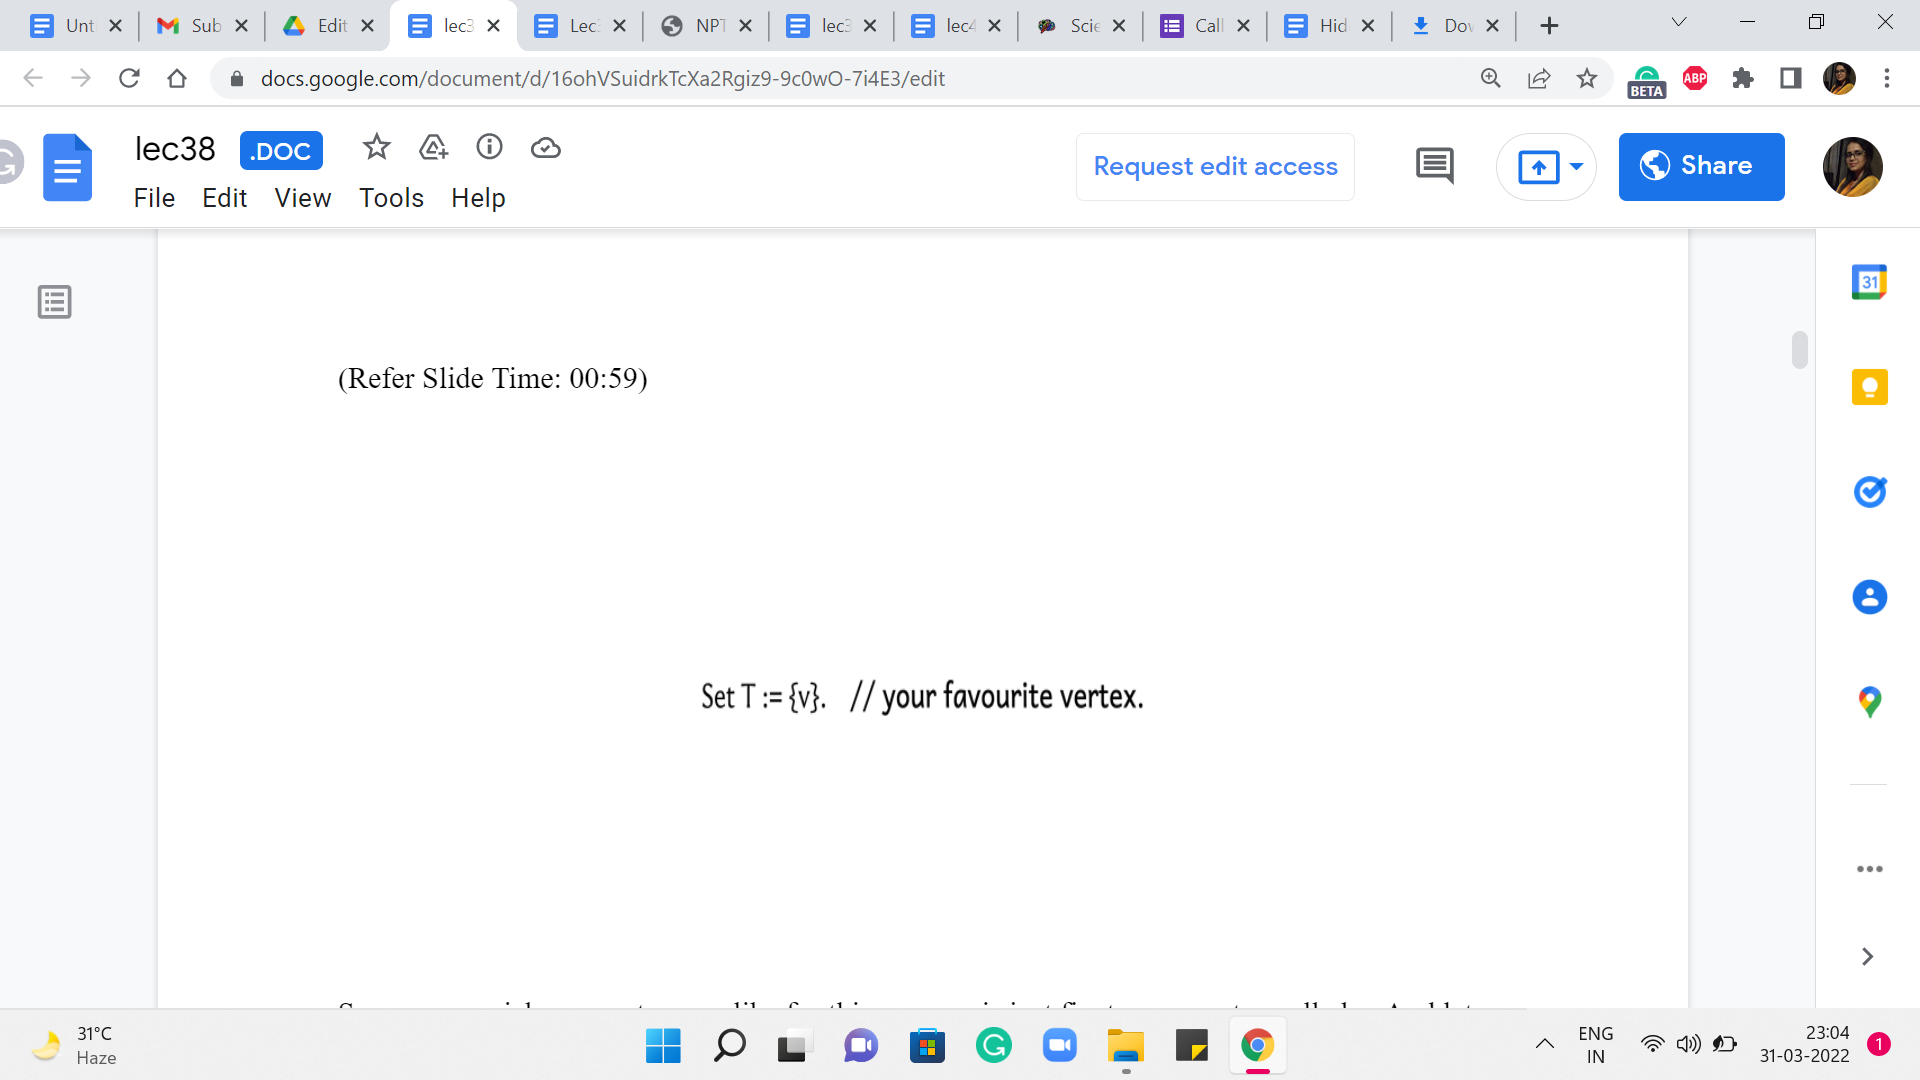 Unt
Sub
Edit
lec3
Lec
NPT
lec3
lec4
Scie
Call
Hid
Dov
docs.google.com/document/d/16ohVSuidrkTcXa2Rgiz9-9c0wO-7i4E3/edit
BETA
ABP
lec38 .DOC
Request edit access
Share
File Edit View Tools Help
31
(Refer Slide Time: 00:59)
Set T := {v}. // your favourite vertex.
31°C
Haze
ENG
IN
23:04
31-03-2022
1